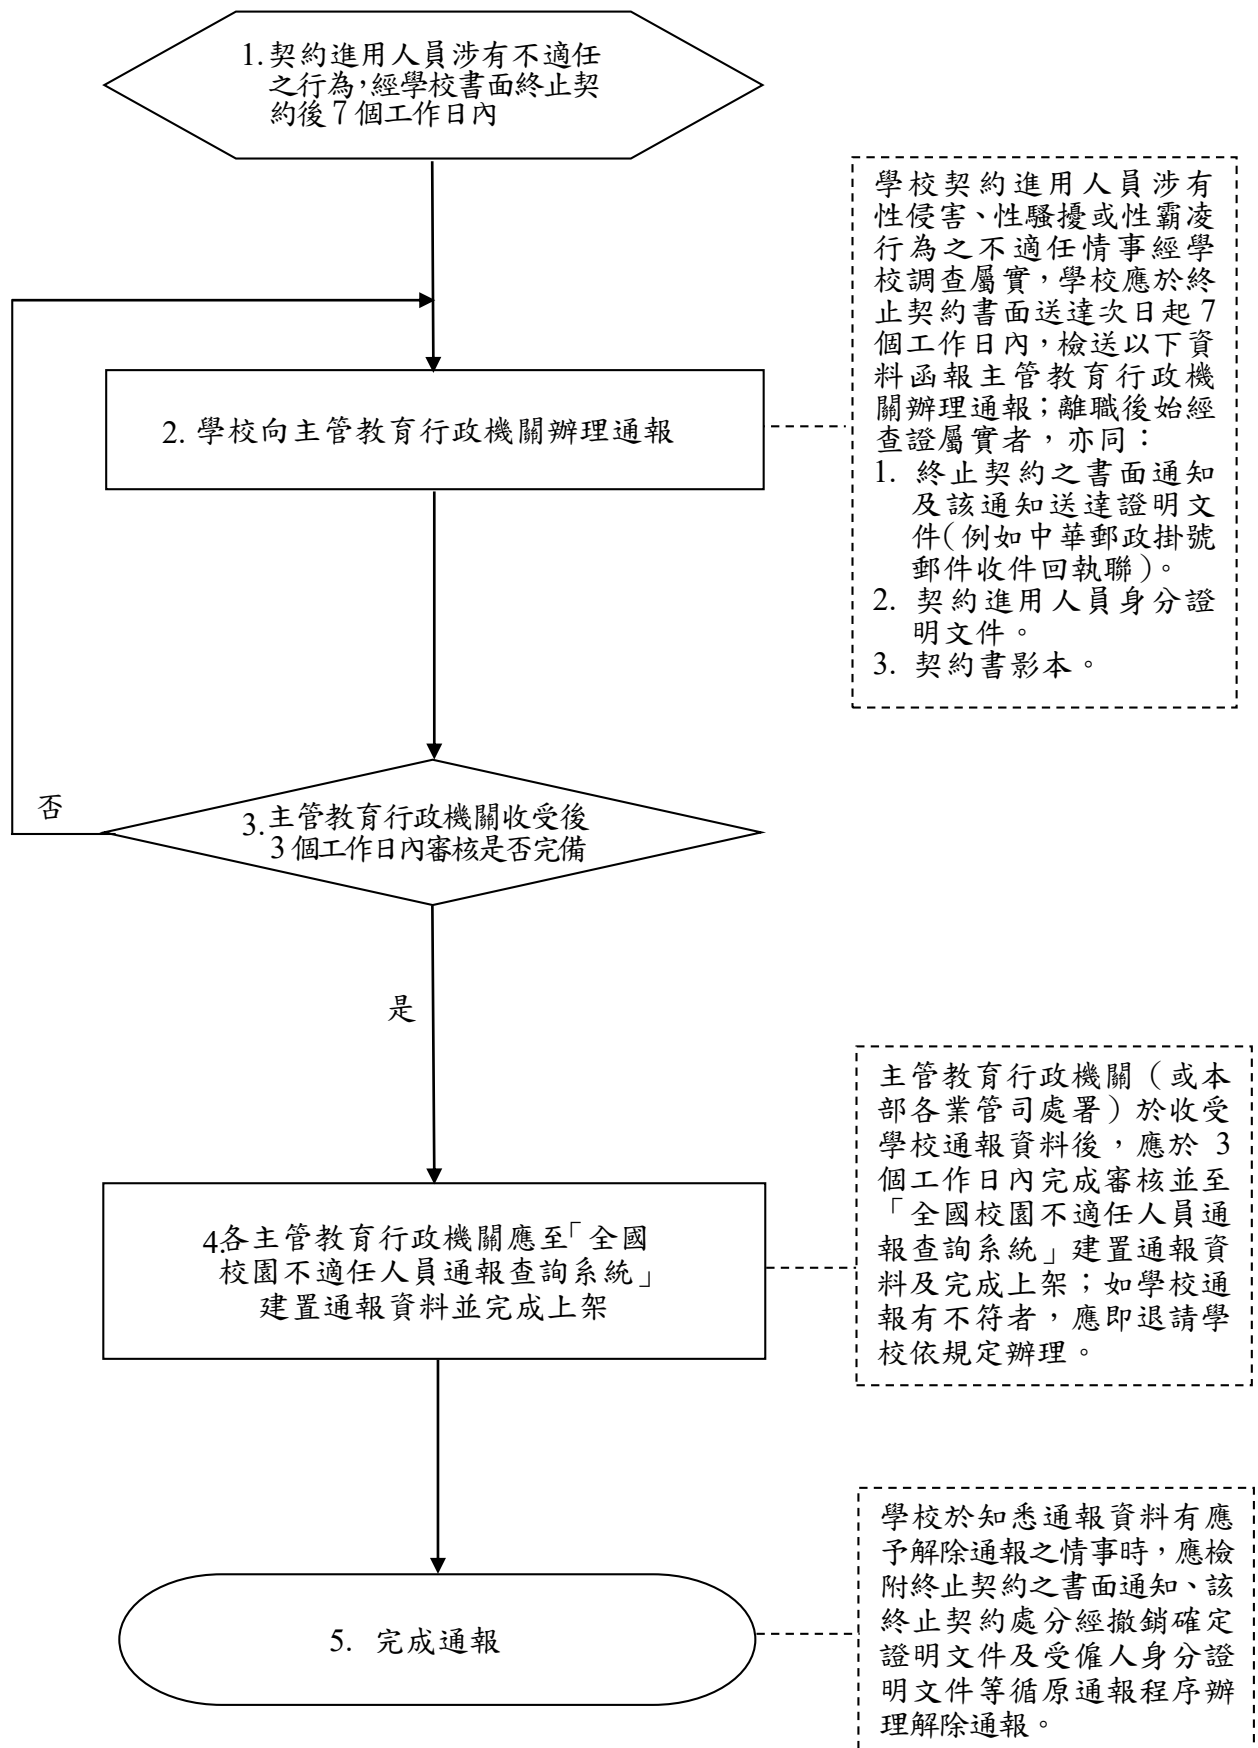 1.契約進用人員涉有不適任
之行為,經學校書面終止契
約後7個工作日內
學校契約進用人員涉有
性侵害、性騷擾或性霸凌
行為之不適任情事經學
校調查屬實,學校應於終
止契約書面送達次日起7
個工作日內,檢送以下資
料函報主管教育行政機
關辦理通報;離職後始經
查證屬實者,亦同:
1. 終止契約之書面通知
及該通知送達證明文
件(例如中華郵政掛號
郵件收件回執聯)。
2. 契約進用人員身分證
明文件。
3. 契約書影本。
2. 學校向主管教育行政機關辦理通報
否
3.主管教育行政機關收受後
3個工作日內審核是否完備
是
主管教育行政機關(或本
部各業管司處署)於收受
學校通報資料後,應於 3
個工作日內完成審核並至
「全國校園不適任人員通
報查詢系統」建置通報資
料及完成上架;如學校通
報有不符者,應即退請學
校依規定辦理。
4.各主管教育行政機關應至「全國
校園不適任人員通報查詢系統」
建置通報資料並完成上架
學校於知悉通報資料有應
予解除通報之情事時,應檢
附終止契約之書面通知、該
終止契約處分經撤銷確定
證明文件及受僱人身分證
明文件等循原通報程序辦
理解除通報。
5. 完成通報